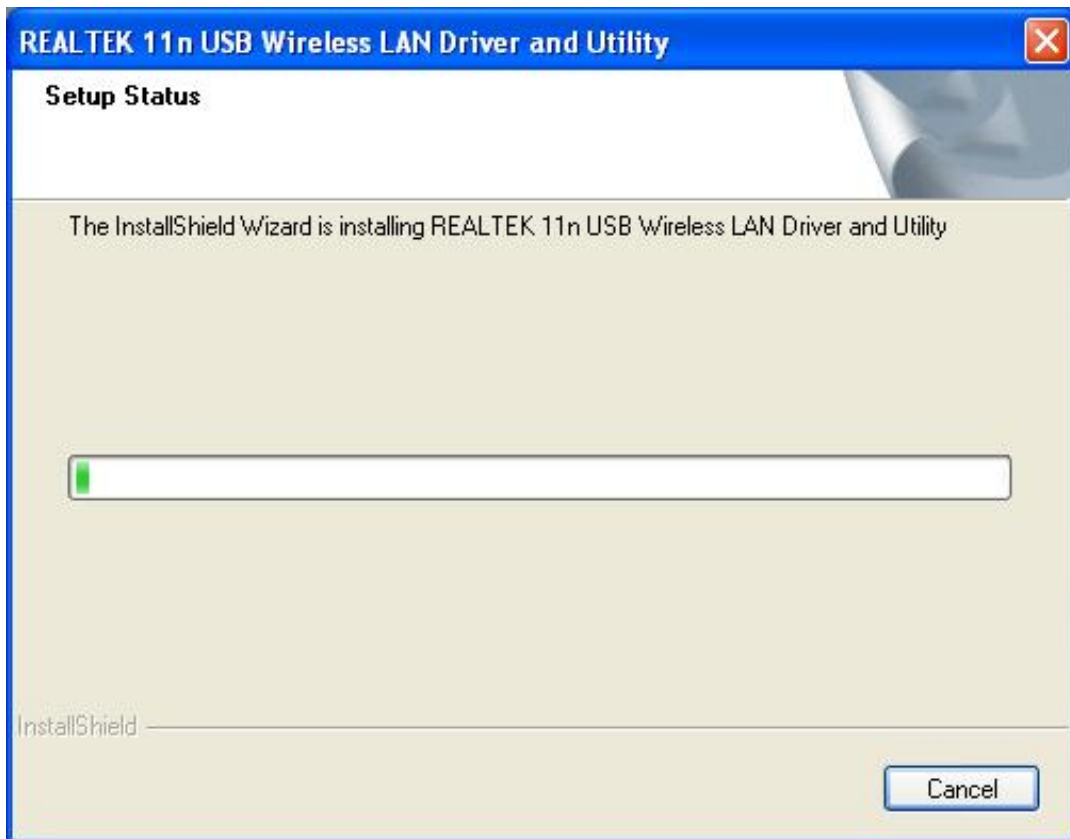 REALTEK 11n USB Wireless LAN Driver and Utility
Setup Status
The InstallShield Wizard is installing REALTEK 11n USB Wireless LAN Driver and Utility
InstallShield
Cancel